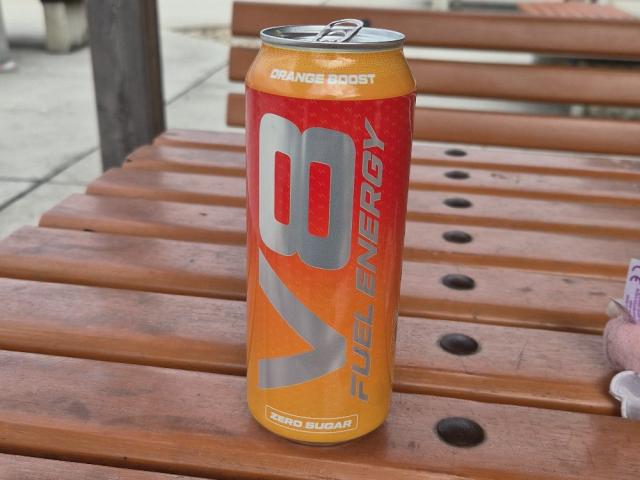 ORANGE BOOST
V8
FUEL ENERGY
ZERO SUGAR